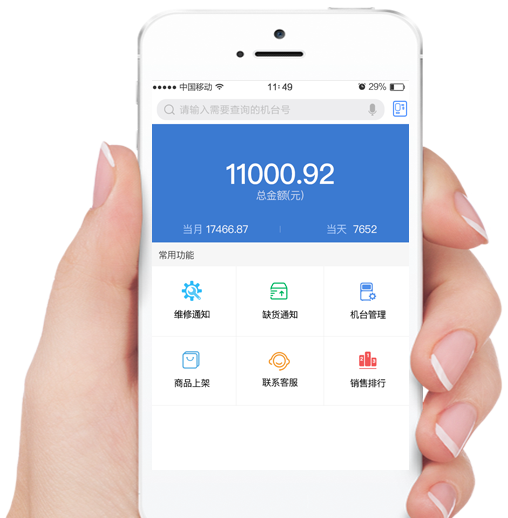 中国移动 11:49 29%
请输入需要查询的机台号
11000.92
总金额(元)
当月 17466.87 当天 7652
常用功能
维修通知 缺货通知 机台管理
商品上架 联系客服 销售排行